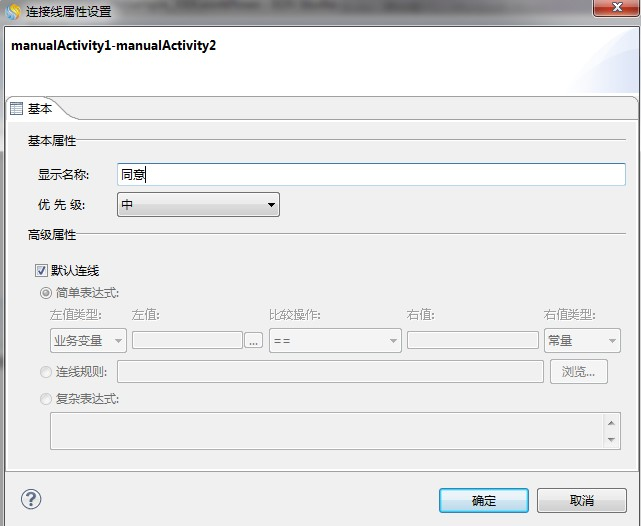 连接线属性设置
manualActivity1-manualActivity2
基本
基本属性
显示名称: 同意
优 先 级: 中
高级属性
默认连线
简单表达式:
左值类型: 左值: 比较操作: 右值: 右值类型:
业务变量 ... == 常量
连线规则: 浏览...
复杂表达式:
确定 取消